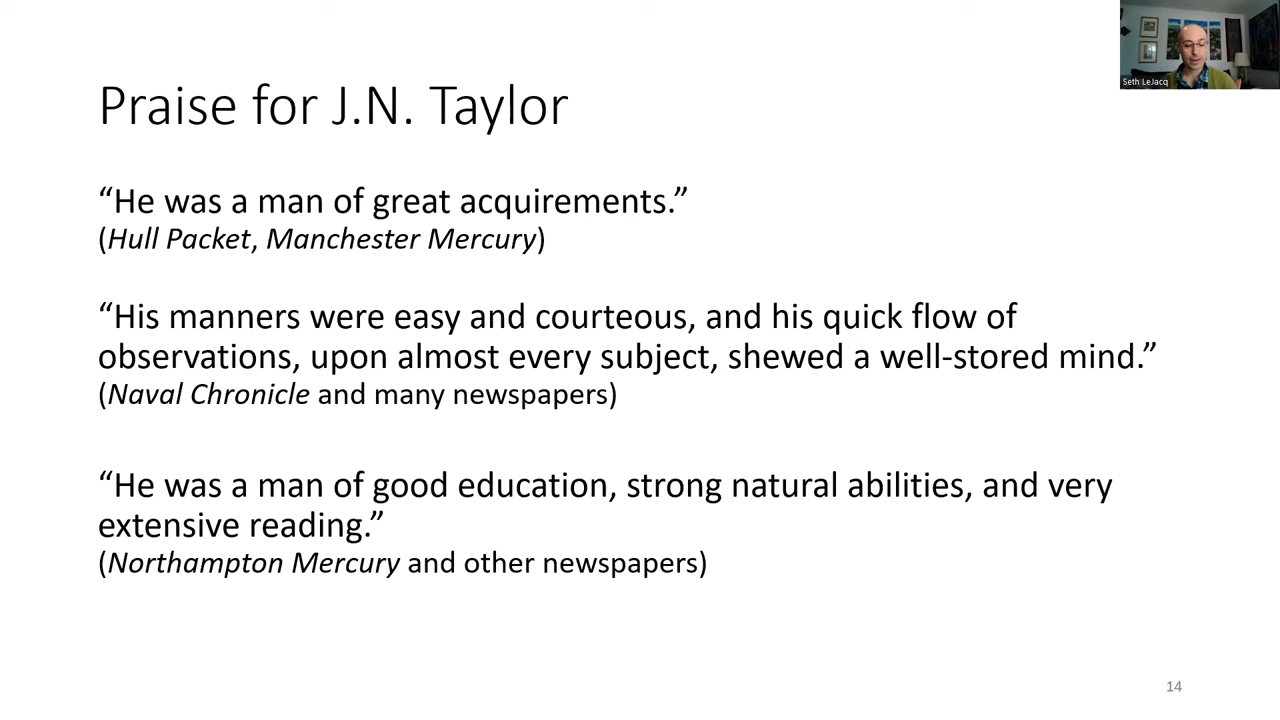 Seth LeJacq
Praise for J.N. Taylor
“He was a man of great acquirements.”
(Hull Packet, Manchester Mercury)
“His manners were easy and courteous, and his quick flow of
observations, upon almost every subject, shewed a well-stored mind.”
(Naval Chronicle and many newspapers)
“He was a man of good education, strong natural abilities, and very
extensive reading.”
(Northampton Mercury and other newspapers)
14